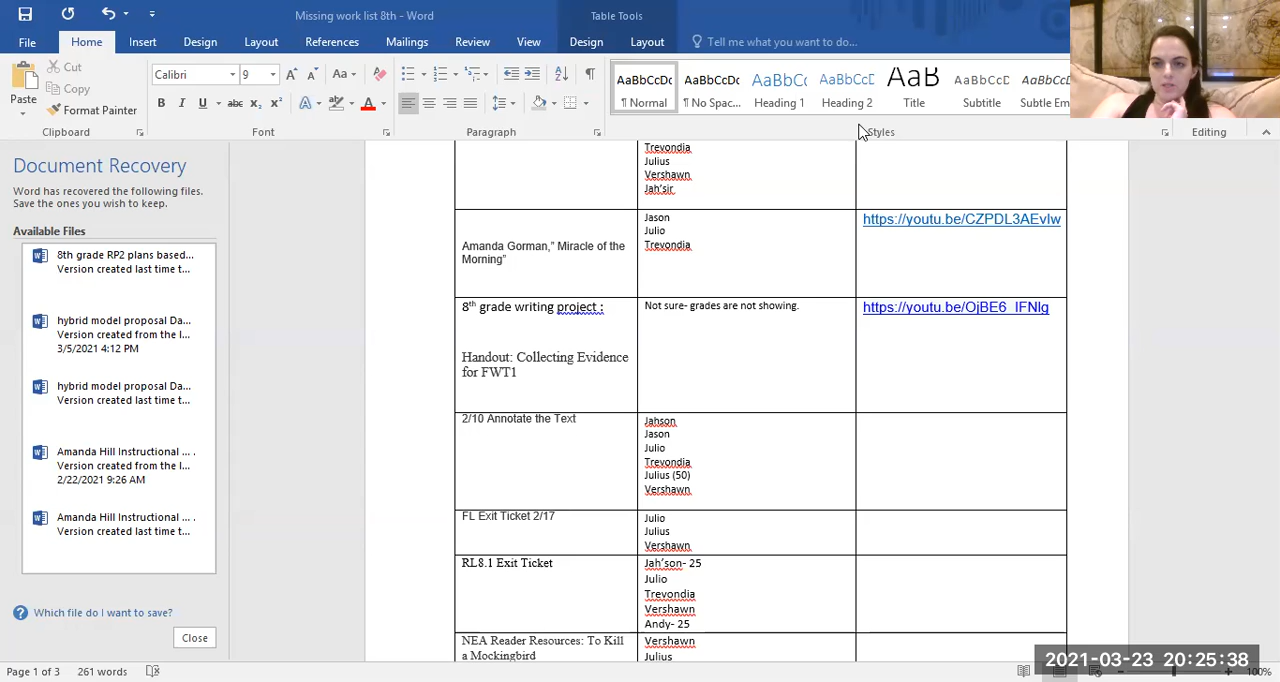 Missing work list 8th - Word
Table Tools
File
Home
Insert
Design
Layout
References
Mailings
Review
View
Design
Layout
Tell me what you want to do...
Paste
Cut
Copy
Format Painter
Clipboard
Calibri
9
Font
Paragraph
AaBbCcDc
¶ Normal
AaBbCcDc
¶ No Spac...
AaBbCc
Heading 1
AaBbCcD
Heading 2
AaB
Title
AaBbCcD
Subtitle
AaBbCcD
Subtle Em
Styles
Editing
Document Recovery
Word has recovered the following files.
Save the ones you wish to keep.
Available Files
8th grade RP2 plans based...
Version created last time t...
hybrid model proposal Da...
Version created from the l...
3/5/2021 4:12 PM
hybrid model proposal Da...
Version created last time t...
Amanda Hill Instructional ...
Version created from the l...
2/22/2021 9:26 AM
Amanda Hill Instructional ...
Version created last time t...
Which file do I want to save?
Close
Trevondia
Julius
Vershawn
Jah'sir
Amanda Gorman,” Miracle of the
Morning”
Jason
Julio
Trevondia
https://youtu.be/CZPDL3AEvIw
8th grade writing project :
Handout: Collecting Evidence
for FWT1
Not sure- grades are not showing.
https://youtu.be/OjBE6_IFNlg
2/10 Annotate the Text
Jahson
Jason
Julio
Trevondia
Julius (50)
Vershawn
FL Exit Ticket 2/17
Julio
Julius
Vershawn
RL8.1 Exit Ticket
Jah’son- 25
Julio
Trevondia
Vershawn
Andy- 25
NEA Reader Resources: To Kill
a Mockingbird
Vershawn
Julius
Page 1 of 3
261 words
100%
2021-03-23 20:25:38